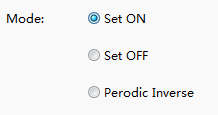 Mode: Set ON
Set OFF
Perodic Inverse